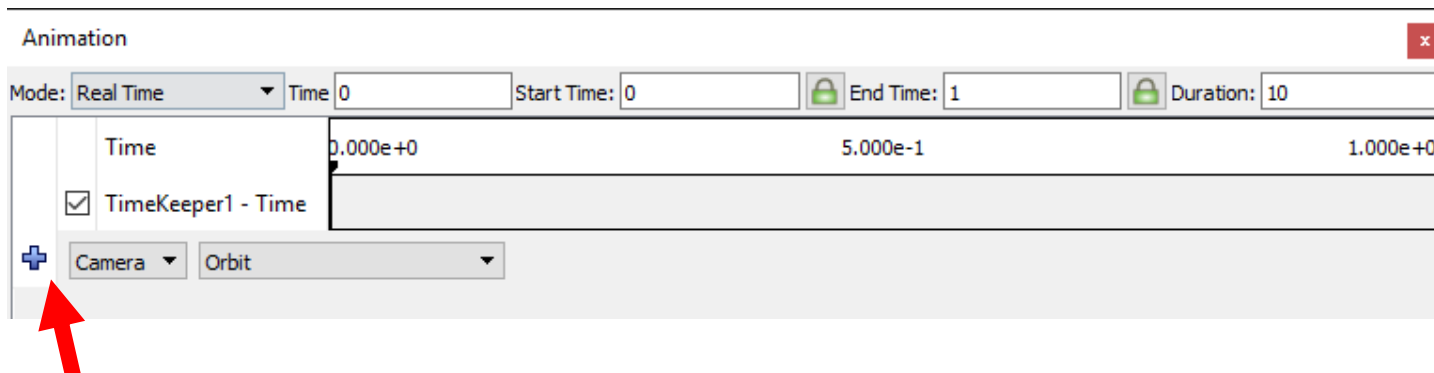 Animation x
Mode: Real Time Time 0 Start Time: 0 End Time: 1 Duration: 10
Time 0.000e+0 5.000e-1 1.000e+0
TimeKeeper1 - Time
Camera Orbit